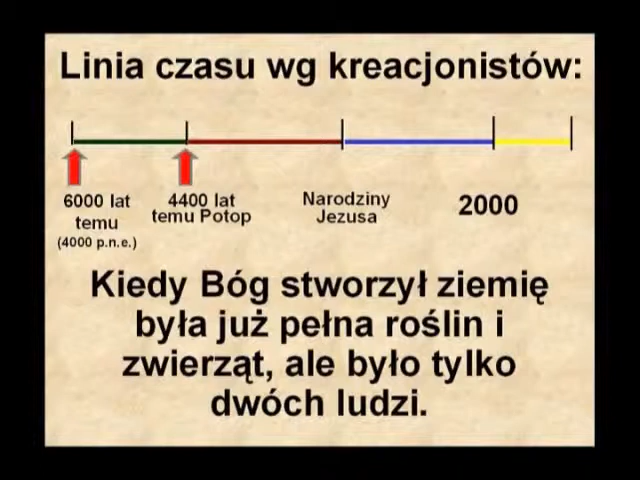 Linia czasu wg kreacjonistów:
6000 lat
temu
(4000 p.n.e.)
4400 lat
temu Potop
Narodziny
Jezusa
2000
Kiedy Bóg stworzył ziemię
była już pełna roślin i
zwierząt, ale było tylko
dwóch ludzi.